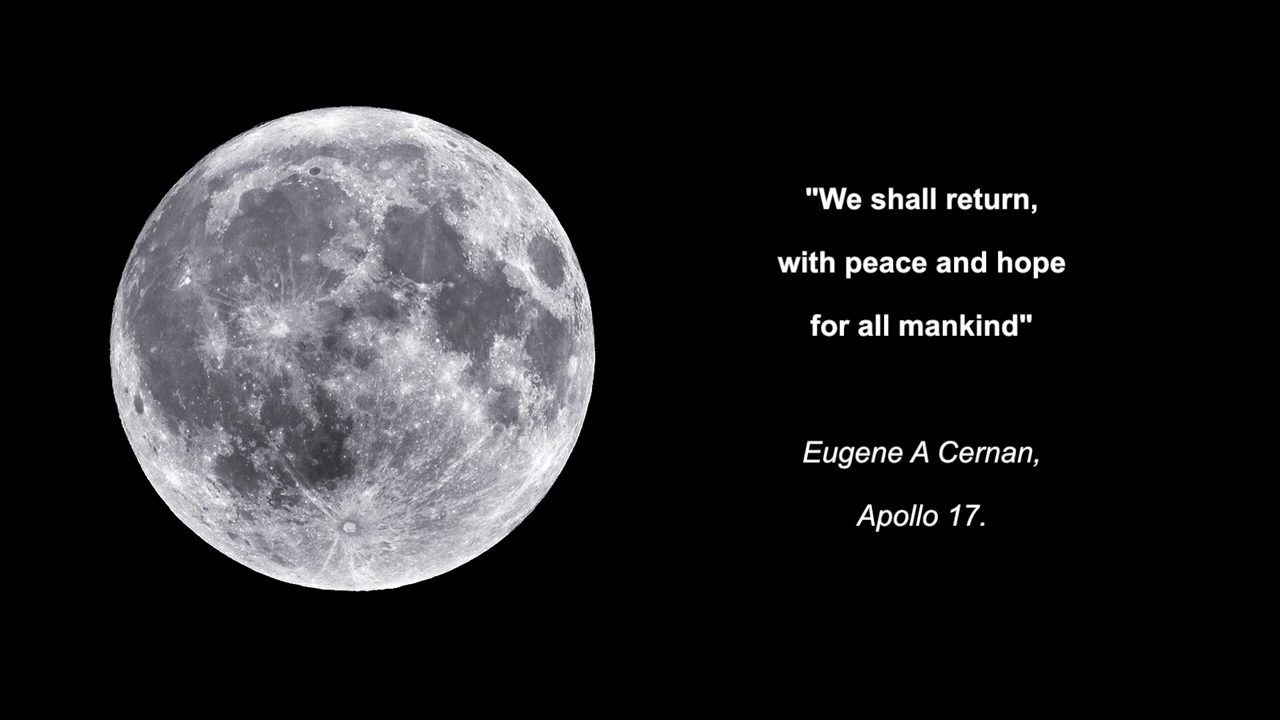 "We shall return,
with peace and hope
for all mankind"
Eugene A Cernan,
Apollo 17.